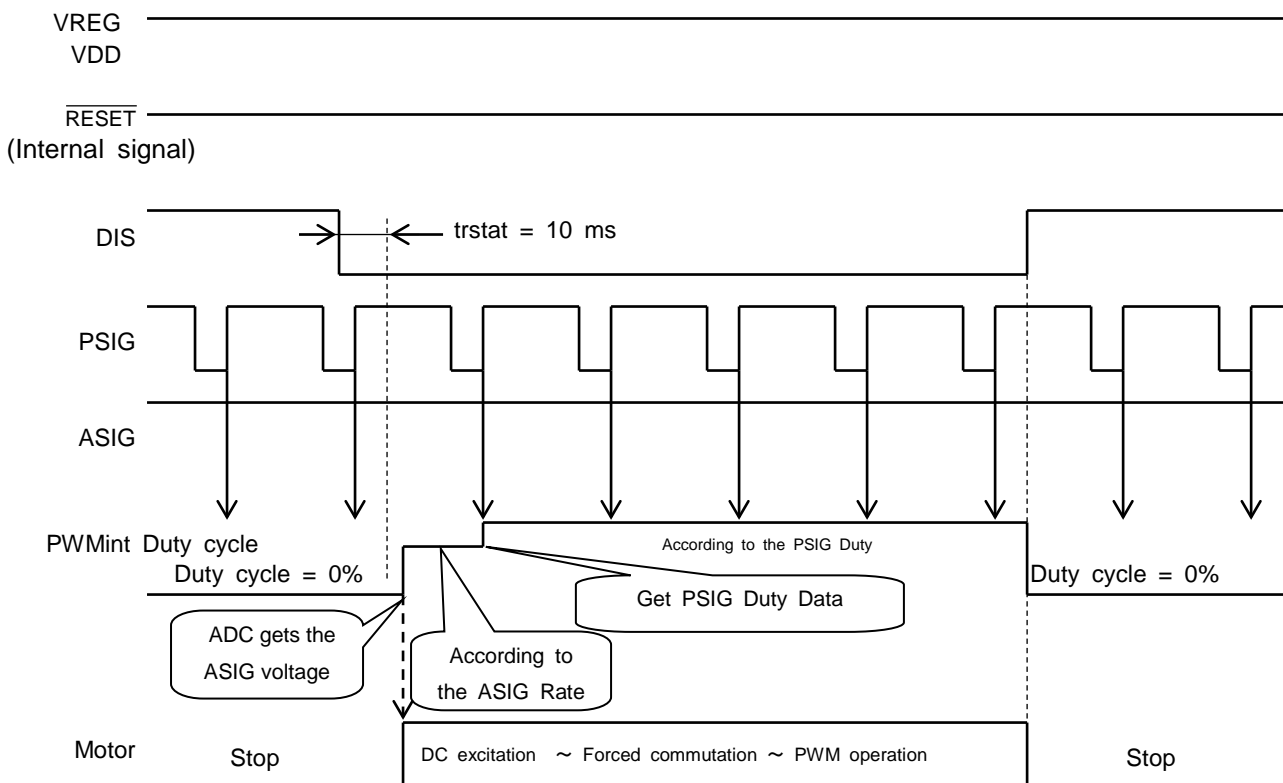 VREG
VDD
RESET
(Internal signal)
DIS
trstat = 10 ms
PSIG
ASIG
PWMint Duty cycle
According to the PSIG Duty
Duty cycle = 0%
Duty cycle = 0%
Get PSIG Duty Data
ADC gets the
ASIG voltage
According to
the ASIG Rate
Motor
Stop
DC excitation ～ Forced commutation ～ PWM operation
Stop